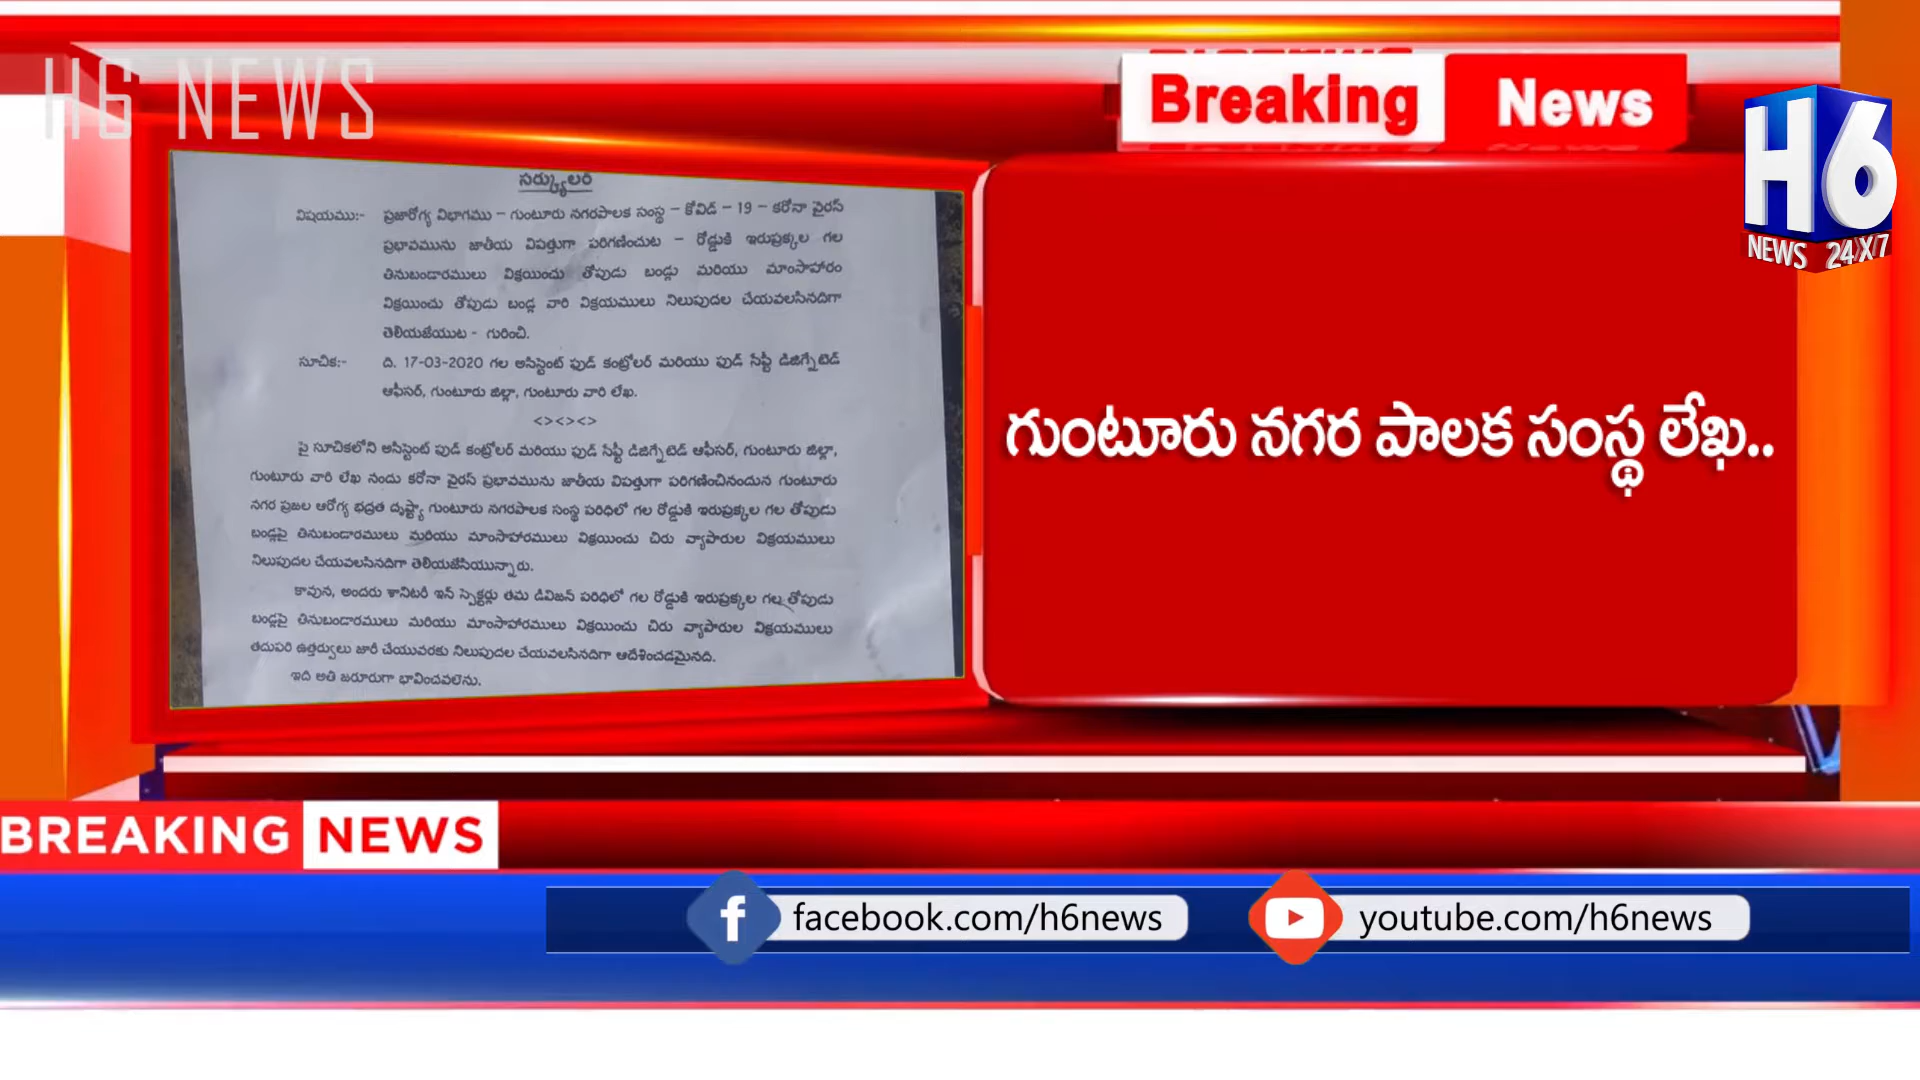 H6 NEWS
Breaking News
H6
NEWS 24X7
సర్క్యులర్
విషయము:- ప్రజారోగ్య విభాగము – గుంటూరు నగరపాలక సంస్థ – కోవిడ్ – 19 – కరోనా వైరస్
ప్రభావమును జాతీయ విపత్తుగా పరిగణించుట – రోడ్డుకి ఇరుప్రక్కల గల
తినుబండారములు విక్రయించు తోపుడు బండ్లు మరియు మాంసాహారం
విక్రయించు తోపుడు బండ్ల వారి విక్రయములు నిలుపుదల చేయవలసినదిగా
తెలియజేయుట - గురించి.
సూచిక:- ది. 17-03-2020 గల అసిస్టెంట్ ఫుడ్ కంట్రోలర్ మరియు ఫుడ్ సేఫ్టీ డిజిగ్నేటెడ్
ఆఫీసర్, గుంటూరు జిల్లా, గుంటూరు వారి లేఖ.
<><><>
పై సూచికలోని అసిస్టెంట్ ఫుడ్ కంట్రోలర్ మరియు ఫుడ్ సేఫ్టీ డిజిగ్నేటెడ్ ఆఫీసర్, గుంటూరు జిల్లా,
గుంటూరు వారి లేఖ నందు కరోనా వైరస్ ప్రభావమును జాతీయ విపత్తుగా పరిగణించినందున గుంటూరు
నగర ప్రజల ఆరోగ్య భద్రత దృష్ట్యా గుంటూరు నగరపాలక సంస్థ పరిధిలో గల రోడ్డుకి ఇరుప్రక్కల గల తోపుడు
బండ్లపై తినుబండారములు మరియు మాంసాహారములు విక్రయించు చిరు వ్యాపారుల విక్రయములు
నిలుపుదల చేయవలసినదిగా తెలియజేసియున్నారు.
కావున, అందరు శానిటరీ ఇన్ స్పెక్టర్లు తమ డివిజన్ పరిధిలో గల రోడ్డుకి ఇరుప్రక్కల గల తోపుడు
బండ్లపై తినుబండారములు మరియు మాంసాహారములు విక్రయించు చిరు వ్యాపారుల విక్రయములు
తదుపరి ఉత్తర్వులు జారీ చేయువరకు నిలుపుదల చేయవలసినదిగా ఆదేశించడమైనది.
ఇది అతి జరూరుగా భావించవలెను.
గుంటూరు నగర పాలక సంస్థ లేఖ..
BREAKING NEWS
facebook.com/h6news
youtube.com/h6news